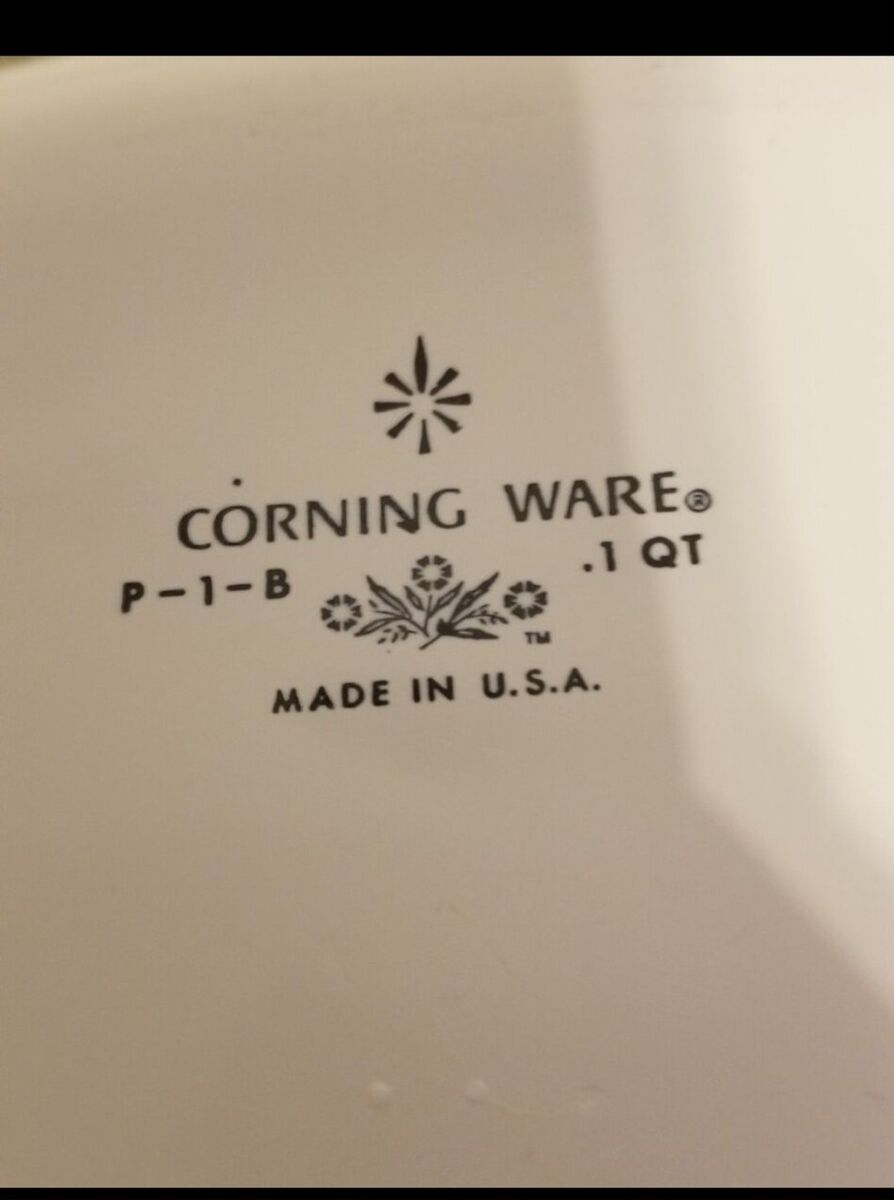 CORNING WARE®
P-1-B .1 QT
TM
MADE IN U.S.A.